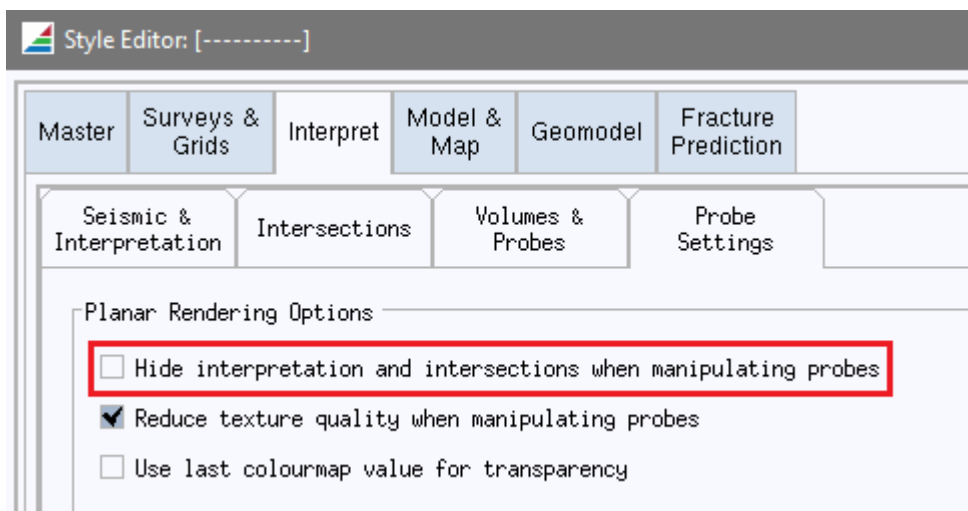 Style Editor: [----------]
Master
Surveys &
Grids
Interpret
Model &
Map
Geomodel
Fracture
Prediction
Seismic &
Interpretation
Intersections
Volumes &
Probes
Probe
Settings
Planar Rendering Options
Hide interpretation and intersections when manipulating probes
Reduce texture quality when manipulating probes
Use last colourmap value for transparency